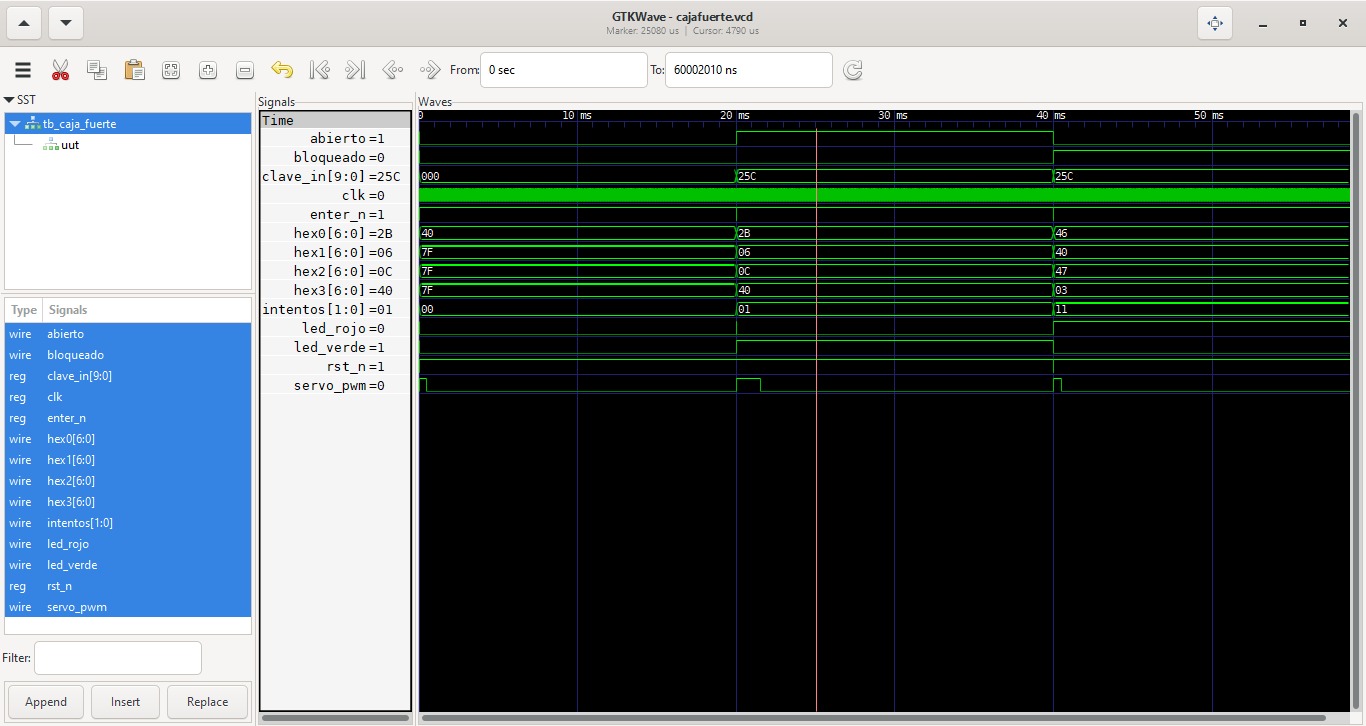 GTKWave - cajafuerte.vcd
Marker: 25080 us | Cursor: 4790 us
From: 0 sec To: 60002010 ns
SST
tb_caja_fuerte
uut
Type Signals
wire abierto
wire bloqueado
reg clave_in[9:0]
reg clk
reg enter_n
wire hex0[6:0]
wire hex1[6:0]
wire hex2[6:0]
wire hex3[6:0]
wire intentos[1:0]
wire led_rojo
wire led_verde
reg rst_n
wire servo_pwm
Filter:
Append Insert Replace
Signals
Time
abierto=1
bloqueado=0
clave_in[9:0]=25C
clk=0
enter_n=1
hex0[6:0]=2B
hex1[6:0]=06
hex2[6:0]=0C
hex3[6:0]=40
intentos[1:0]=01
led_rojo=0
led_verde=1
rst_n=1
servo_pwm=0
Waves
0 10 ms 20 ms 30 ms 40 ms 50 ms
000 25C 25C
40 2B 46
7F 06 40
7F 0C 47
7F 40 03
00 01 11